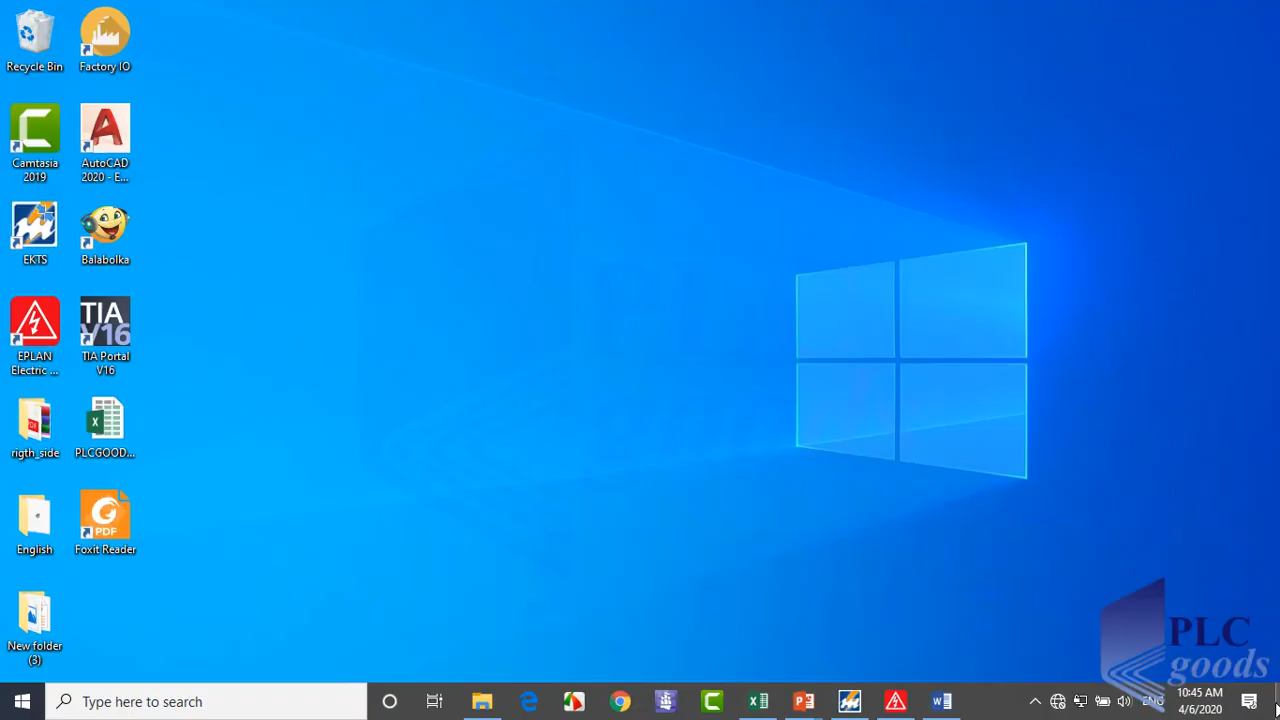 Recycle Bin
Factory IO
Camtasia
2019
AutoCAD
2020 - E...
EKTS
Balabolka
EPLAN
Electric ...
TIA
V16
TIA Portal
V16
PDF
rigth_side
X
PLCGOOD...
English
PDF
Foxit Reader
New folder
(3)
PLC
goods
Type here to search
ENG
10:45 AM
4/6/2020